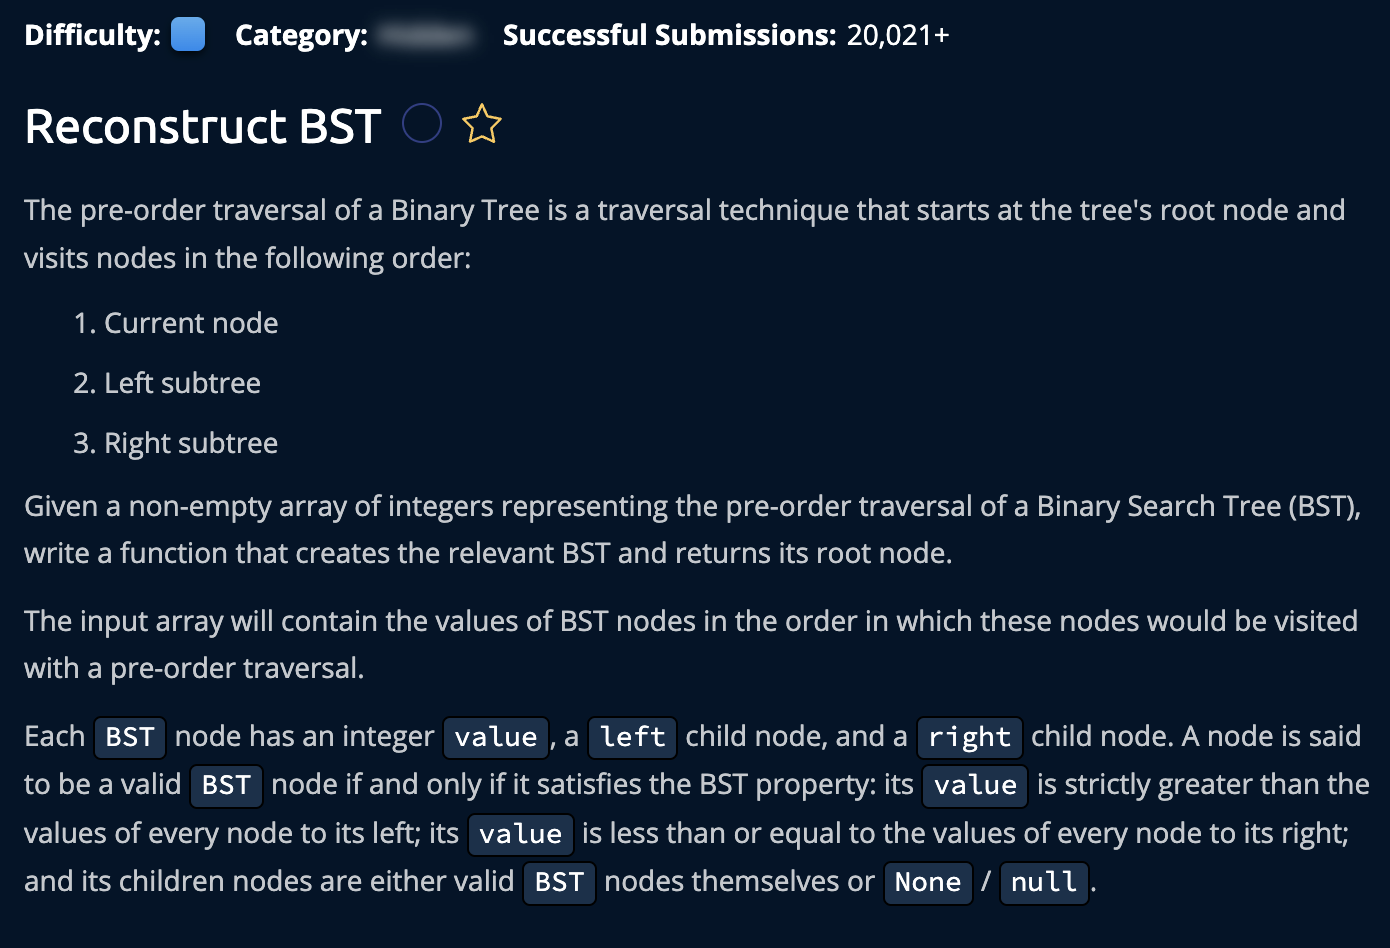 Difficulty: Category: Successful Submissions: 20,021+
Reconstruct BST
The pre-order traversal of a Binary Tree is a traversal technique that starts at the tree's root node and
visits nodes in the following order:
1. Current node
2. Left subtree
3. Right subtree
Given a non-empty array of integers representing the pre-order traversal of a Binary Search Tree (BST),
write a function that creates the relevant BST and returns its root node.
The input array will contain the values of BST nodes in the order in which these nodes would be visited
with a pre-order traversal.
Each BST node has an integer value, a left child node, and a right child node. A node is said
to be a valid BST node if and only if it satisfies the BST property: its value is strictly greater than the
values of every node to its left; its value is less than or equal to the values of every node to its right;
and its children nodes are either valid BST nodes themselves or None / null.